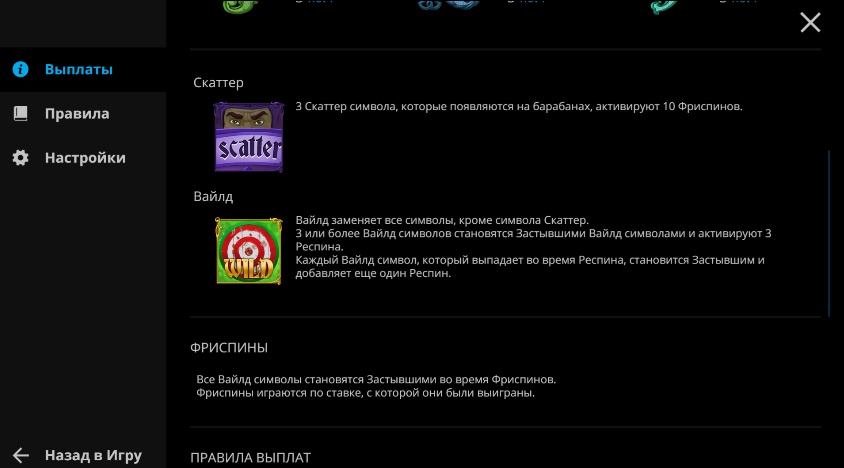 Выплаты
Правила
Настройки
Назад в Игру
Скаттер
scatter
3 Скаттер символа, которые появляются на барабанах, активируют 10 Фриспинов.
Вайлд
WILD
Вайлд заменяет все символы, кроме символа Скаттер.
3 или более Вайлд символов становятся Застывшими Вайлд символами и активируют 3
Респина.
Каждый Вайлд символ, который выпадает во время Респина, становится Застывшим и
добавляет еще один Респин.
ФРИСПИНЫ
Все Вайлд символы становятся Застывшими во время Фриспинов.
Фриспины играются по ставке, с которой они были выиграны.
ПРАВИЛА ВЫПЛАТ